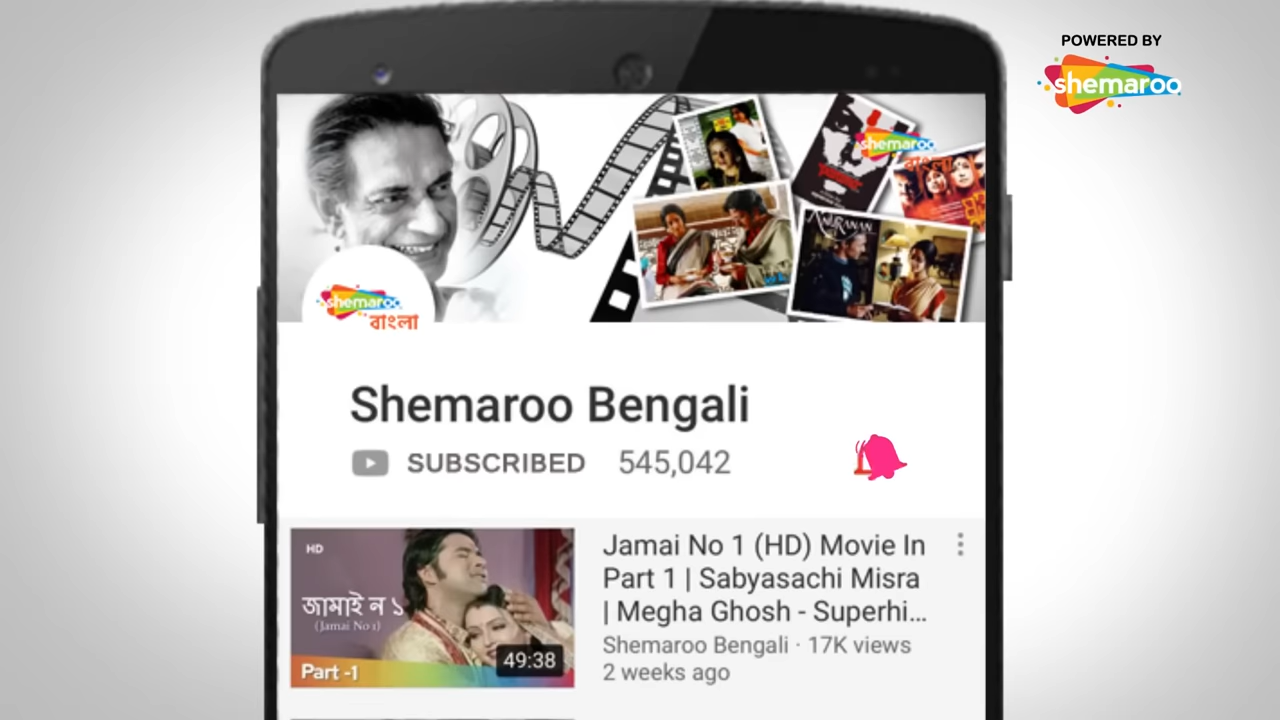 POWERED BY
shemaroo
shemaroo
বাংলা
ANURANAN
shemaroo
বাংলা
Shemaroo Bengali
SUBSCRIBED 545,042
HD
জামাই ন ১
(Jamai No 1)
Part -1
49:38
Jamai No 1 (HD) Movie In
Part 1 | Sabyasachi Misra
| Megha Ghosh - Superhi...
Shemaroo Bengali · 17K views
2 weeks ago